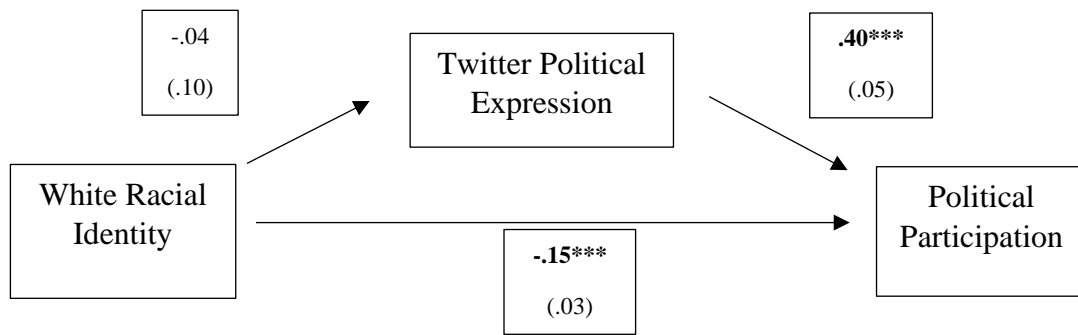 -.04
(.10)
Twitter Political
Expression
.40***
(.05)
White Racial
Identity
Political
Participation
-.15***
(.03)